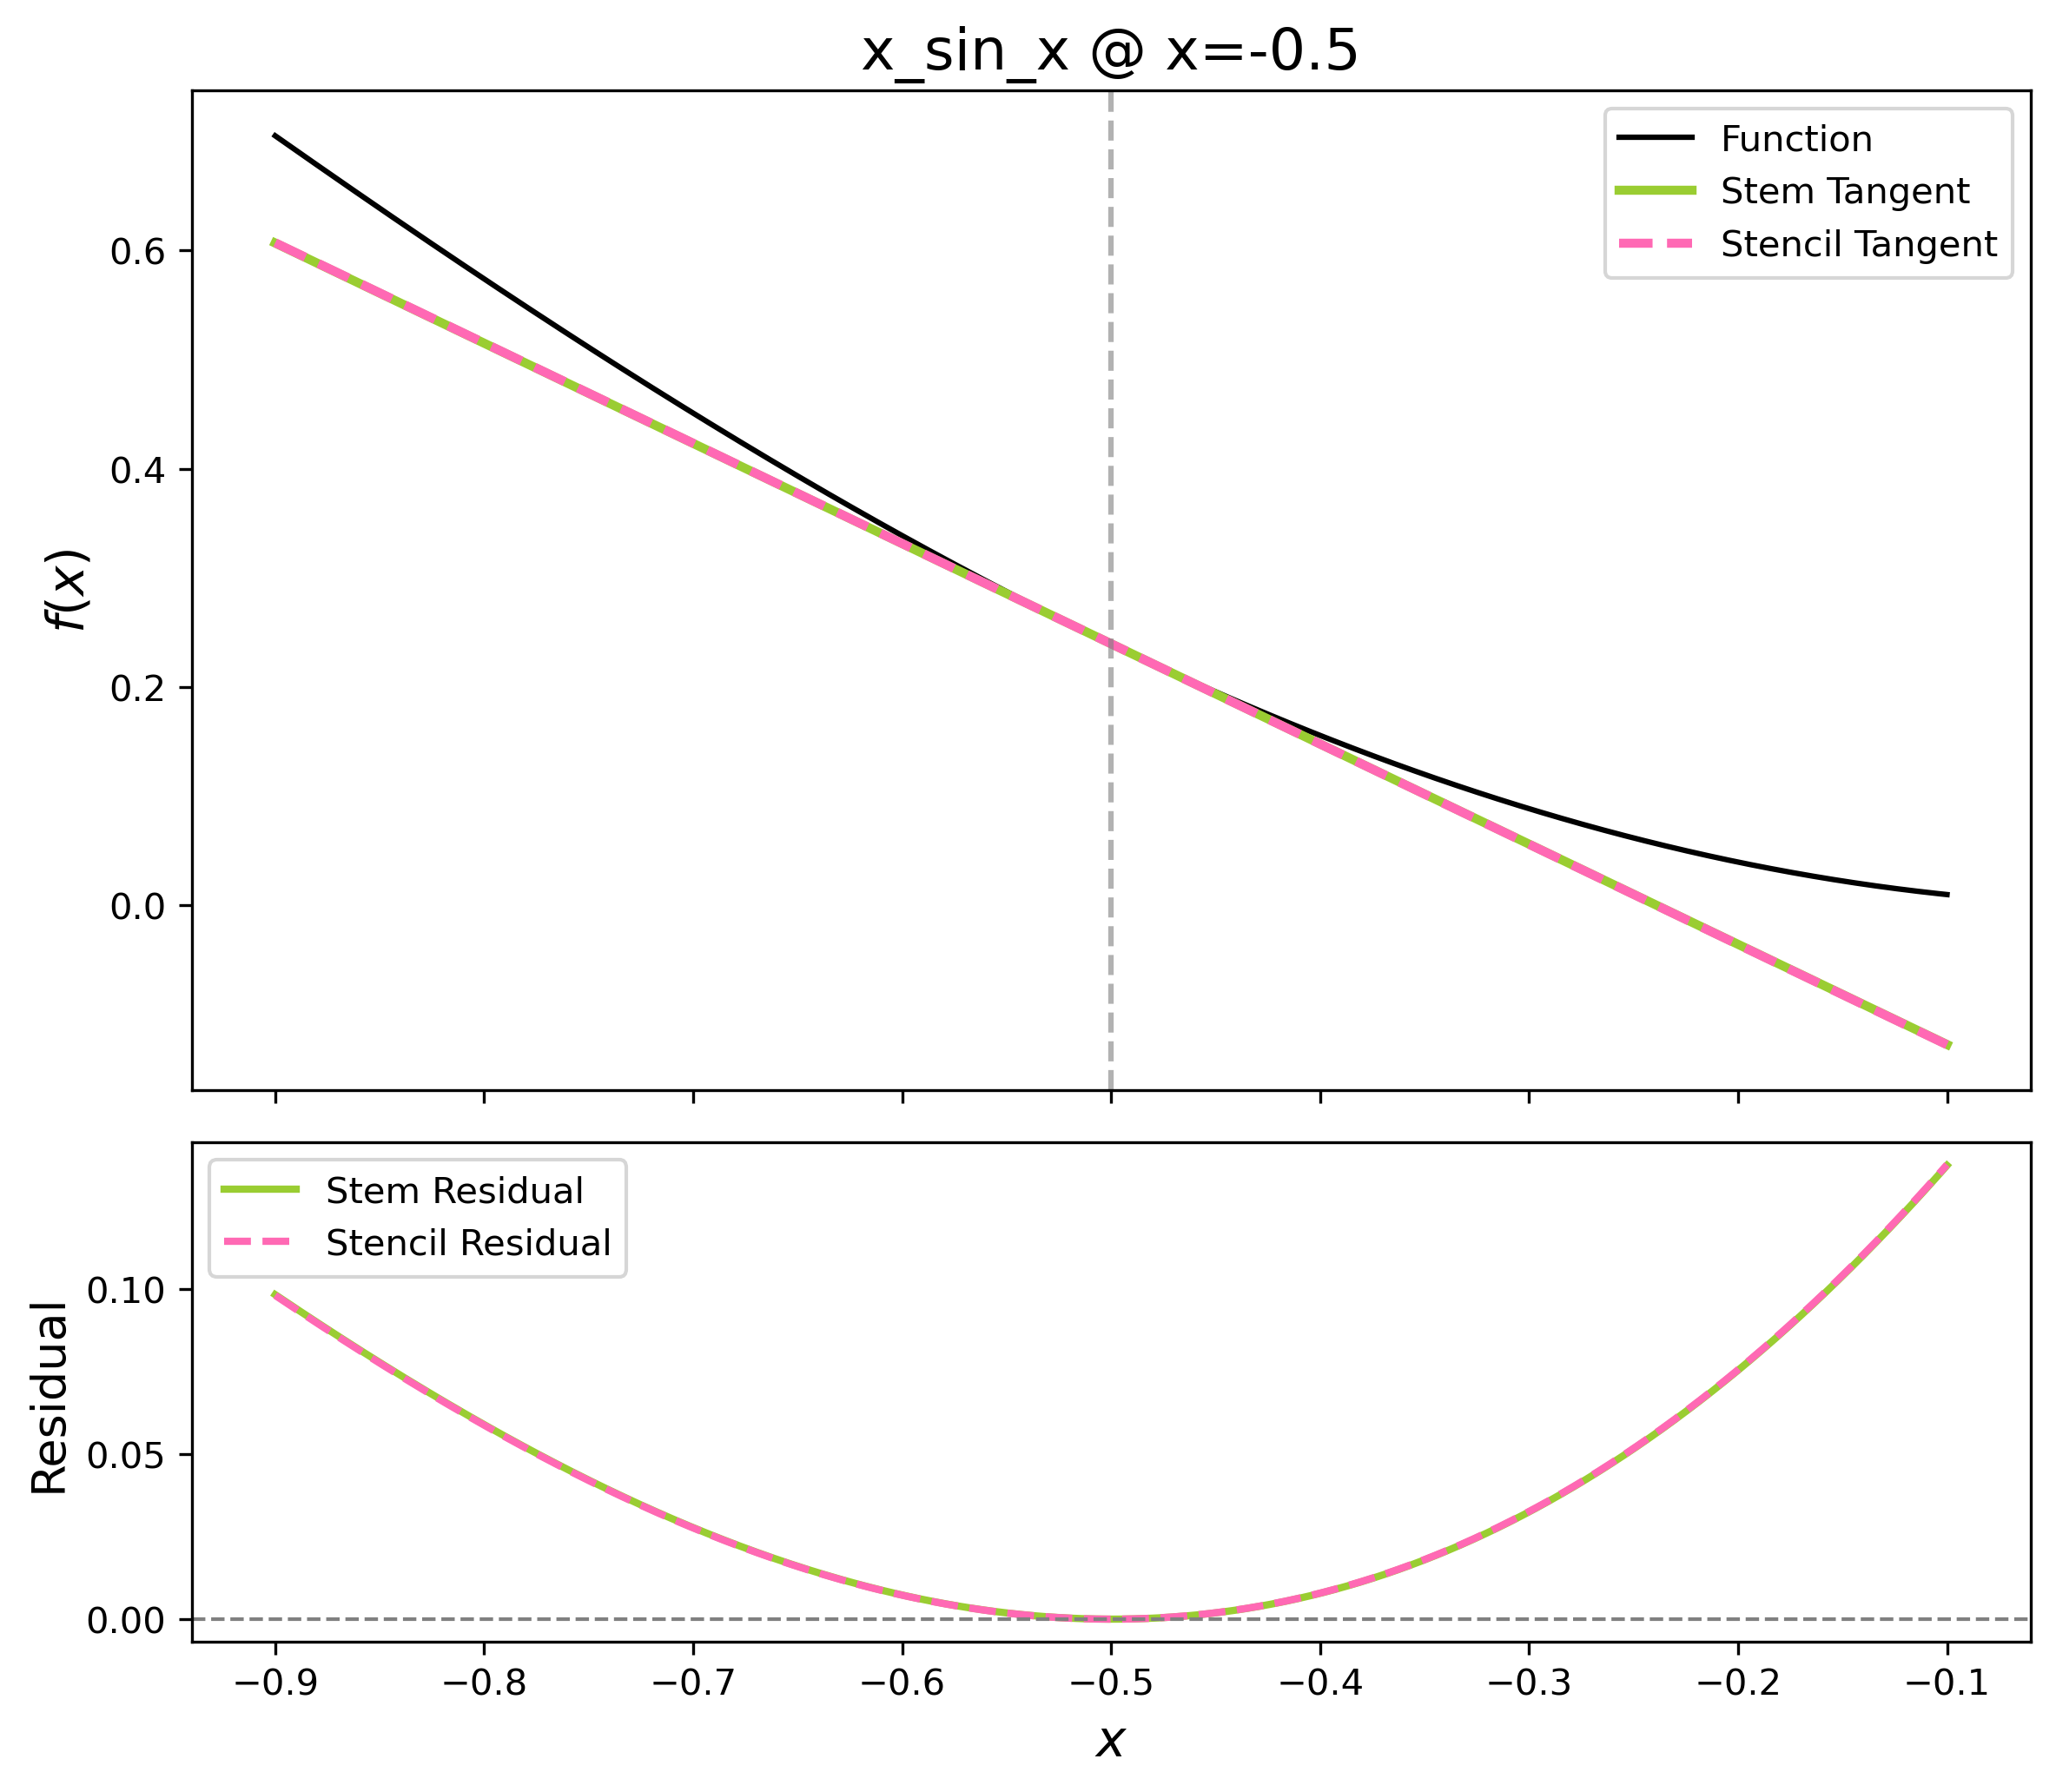 x_sin_x @ x=-0.5
Function
Stem Tangent
Stencil Tangent
f(x)
0.6
0.4
0.2
0.0
Stem Residual
Stencil Residual
Residual
0.10
0.05
0.00
−0.9 −0.8 −0.7 −0.6 −0.5 −0.4 −0.3 −0.2 −0.1
x